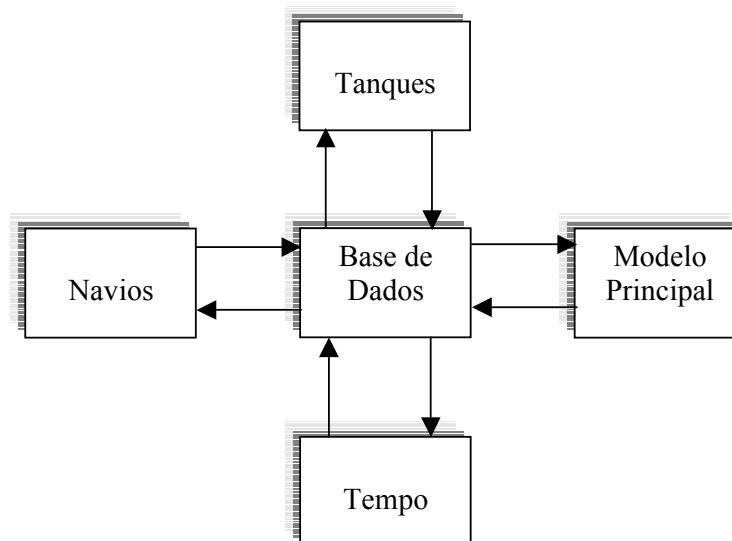 Tanques
Navios
Base de
Dados
Modelo
Principal
Tempo